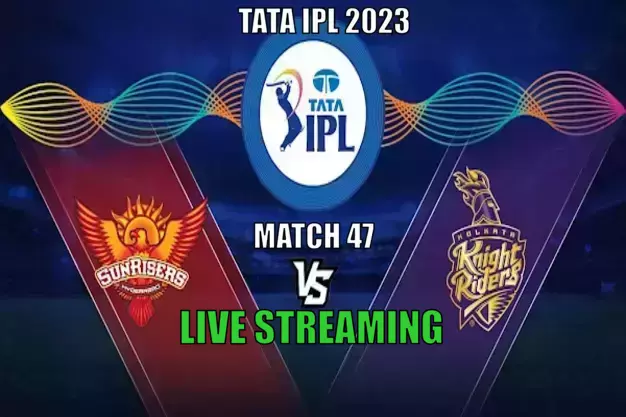 TATA IPL 2023
TATA
IPL
MATCH 47
VS
SUNRISERS
HYDERABAD
KOLKATA
Knight
Riders
LIVE STREAMING